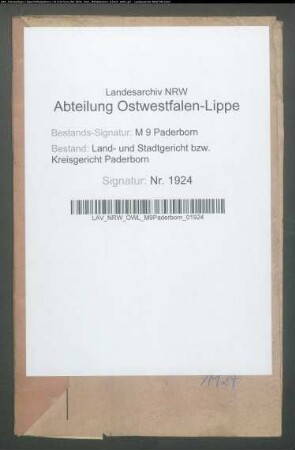 Landesarchiv NRW
Abteilung Ostwestfalen-Lippe
Bestands-Signatur: M 9 Paderborn
Bestand: Land- und Stadtgericht bzw.
Kreisgericht Paderborn
Signatur: Nr. 1924
LAV_NRW_OWL_M9Paderborn_01924
1924